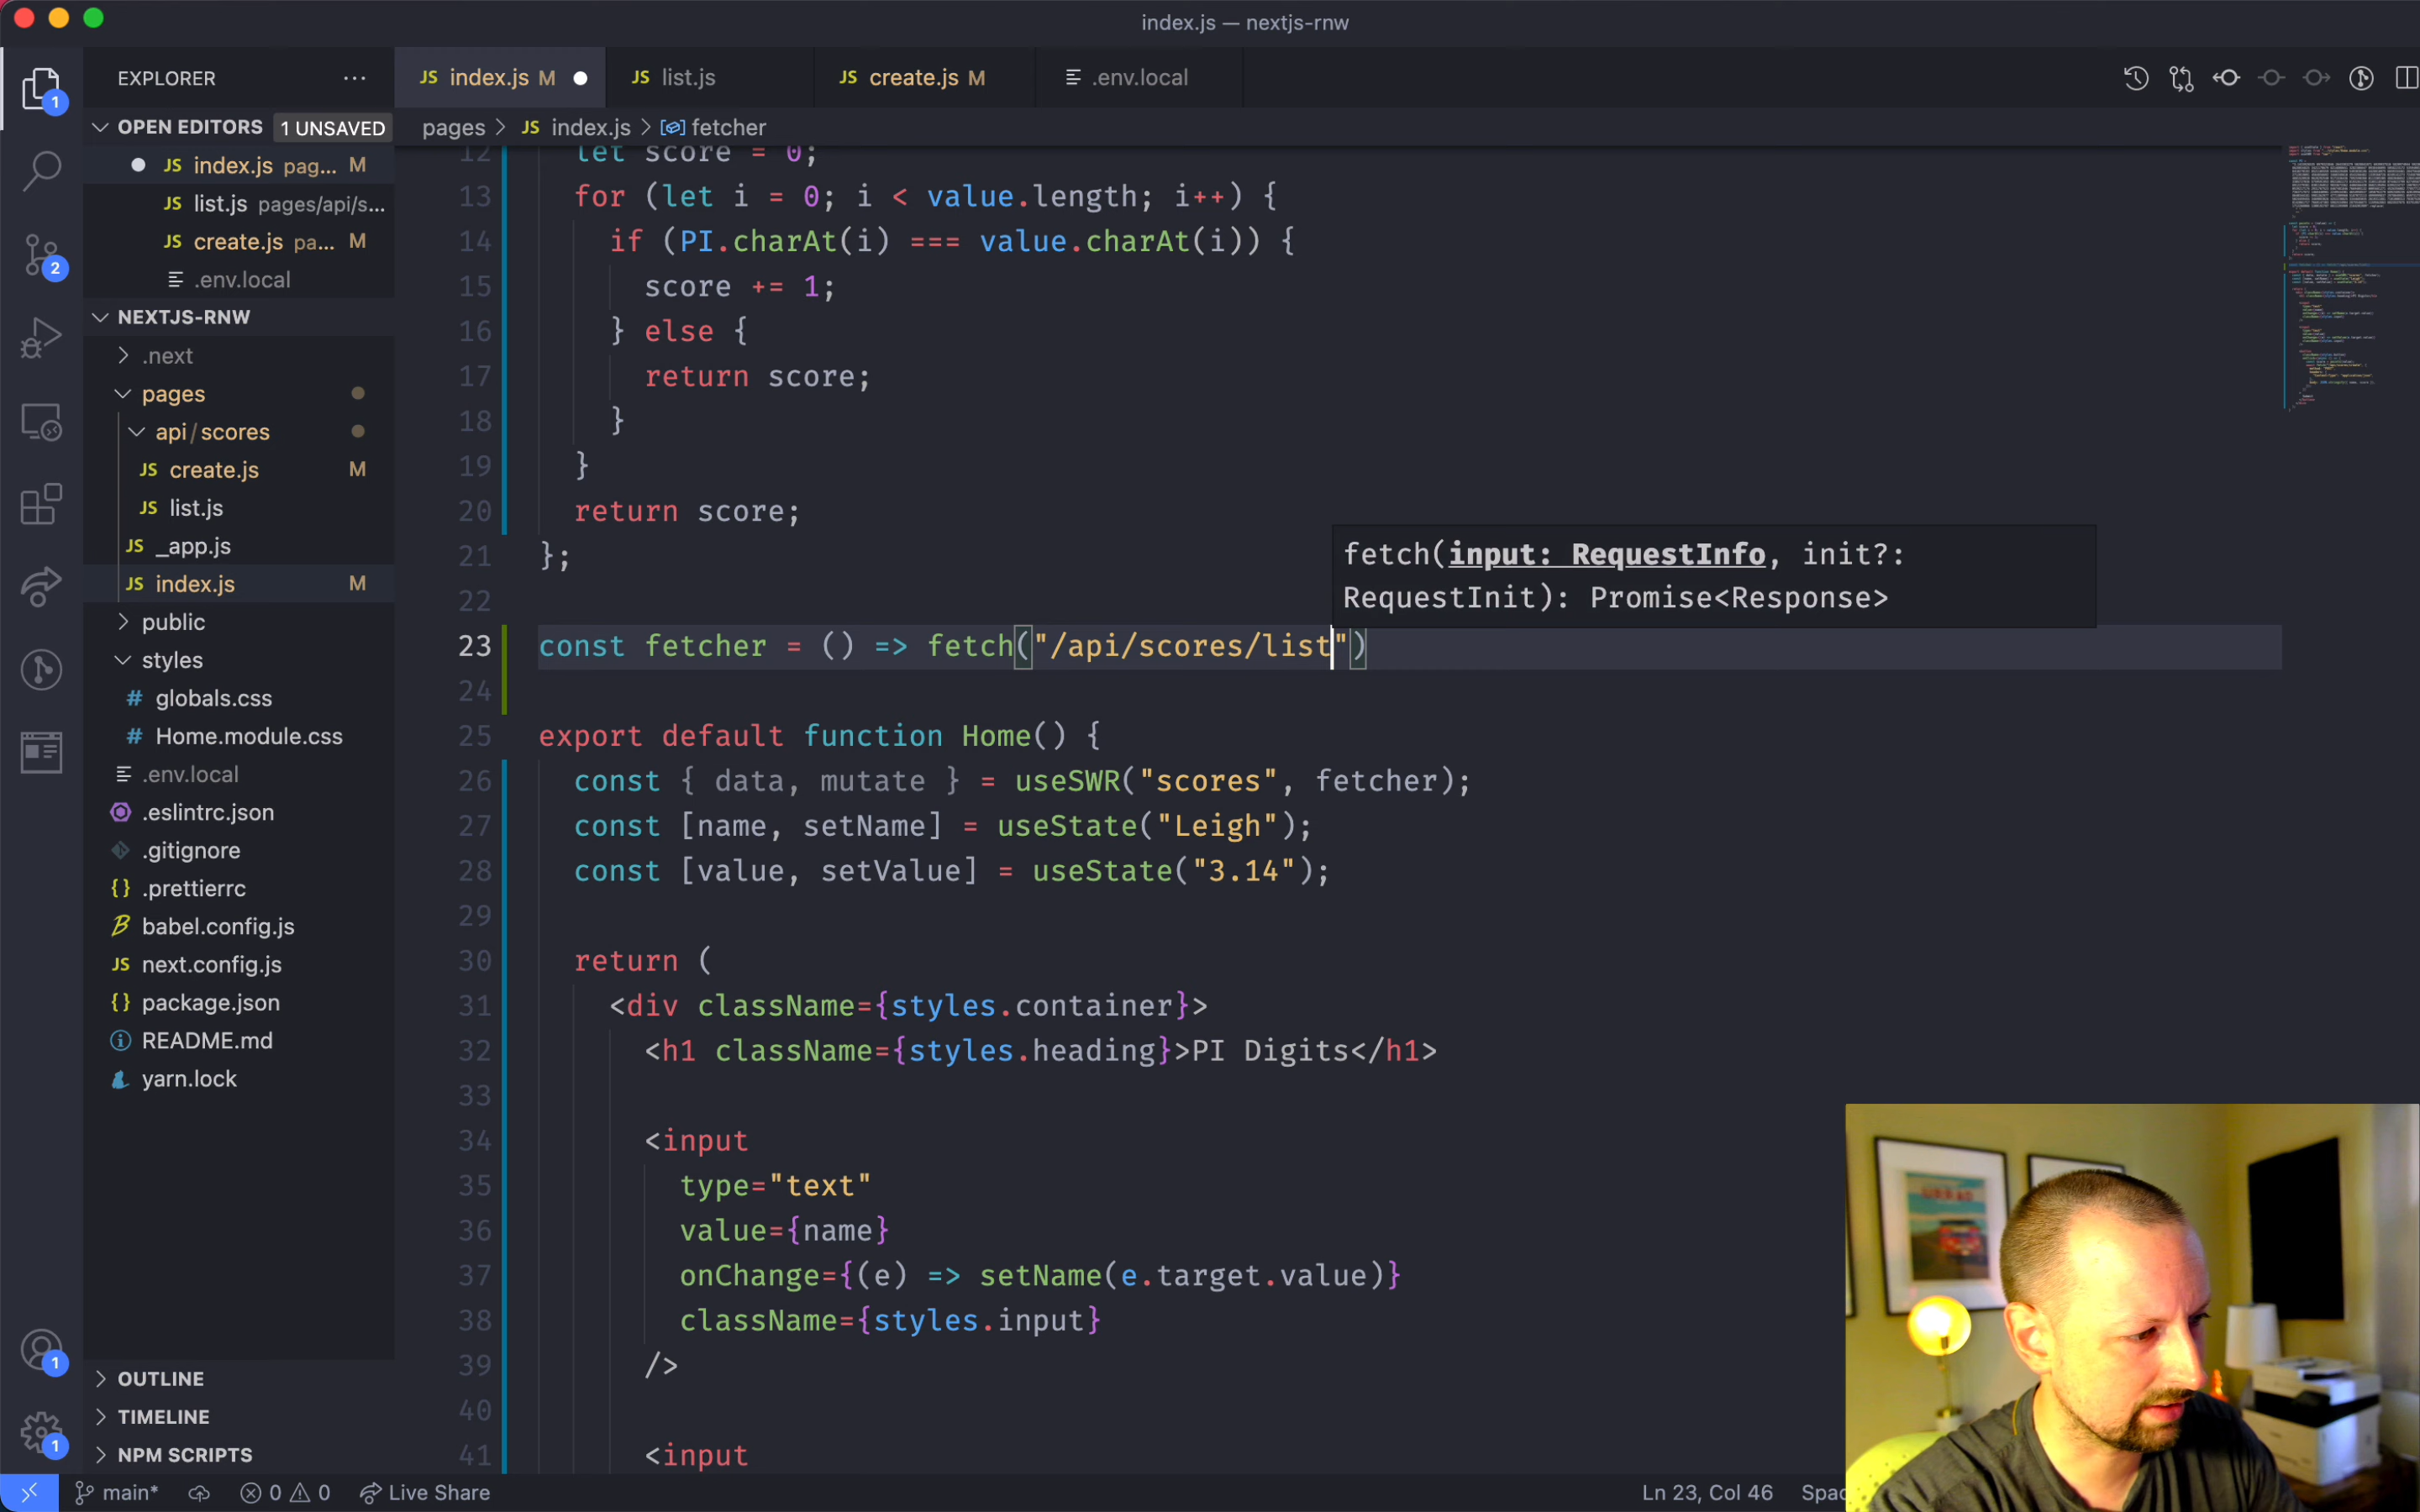 index.js — nextjs-rnw
EXPLORER ···
JS index.js M
JS list.js
JS create.js M
.env.local
OPEN EDITORS 1 UNSAVED
pages > JS index.js > fetcher
JS index.js pag... M
JS list.js pages/api/s...
JS create.js pa... M
.env.local
NEXTJS-RNW
.next
pages
api/scores
JS create.js M
JS list.js
JS _app.js
JS index.js M
public
styles
# globals.css
# Home.module.css
.env.local
.eslintrc.json
.gitignore
{} .prettierrc
B babel.config.js
JS next.config.js
{} package.json
README.md
yarn.lock
OUTLINE
TIMELINE
NPM SCRIPTS
1
2
1
1
12 let score = 0;
13 for (let i = 0; i < value.length; i++) {
14 if (PI.charAt(i) === value.charAt(i)) {
15 score += 1;
16 } else {
17 return score;
18 }
19 }
20 return score;
21 };
22
fetch(input: RequestInfo, init?:
RequestInit): Promise<Response>
23 const fetcher = () => fetch("/api/scores/list")
24
25 export default function Home() {
26 const { data, mutate } = useSWR("scores", fetcher);
27 const [name, setName] = useState("Leigh");
28 const [value, setValue] = useState("3.14");
29
30 return (
31 <div className={styles.container}>
32 <h1 className={styles.heading}>PI Digits</h1>
33
34 <input
35 type="text"
36 value={name}
37 onChange={(e) => setName(e.target.value)}
38 className={styles.input}
39 />
40
41 <input
main* 0 0 Live Share
Ln 23, Col 46 Spac